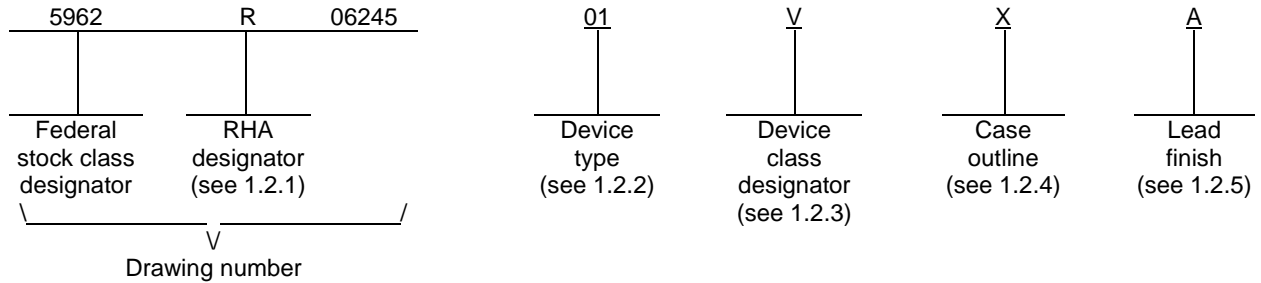 5962 R 06245 01 V X A
Federal stock class designator
RHA designator (see 1.2.1)
Device type (see 1.2.2)
Device class designator (see 1.2.3)
Case outline (see 1.2.4)
Lead finish (see 1.2.5)
Drawing number